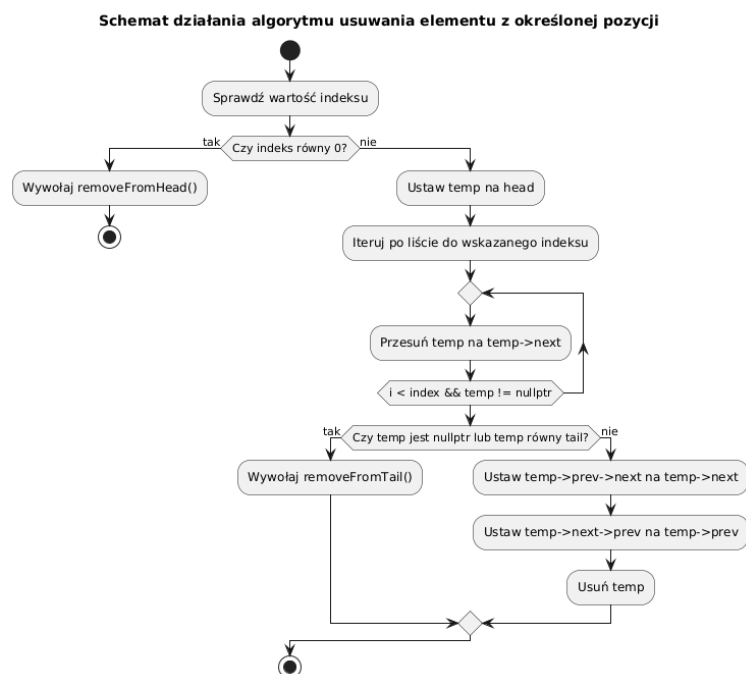 Schemat działania algorytmu usuwania elementu z określonej pozycji
Sprawdź wartość indeksu
tak
Czy indeks równy 0?
nie
Wywołaj removeFromHead()
Ustaw temp na head
Iteruj po liście do wskazanego indeksu
Przesuń temp na temp->next
i < index && temp != nullptr
tak
Czy temp jest nullptr lub temp równy tail?
nie
Wywołaj removeFromTail()
Ustaw temp->prev->next na temp->next
Ustaw temp->next->prev na temp->prev
Usuń temp